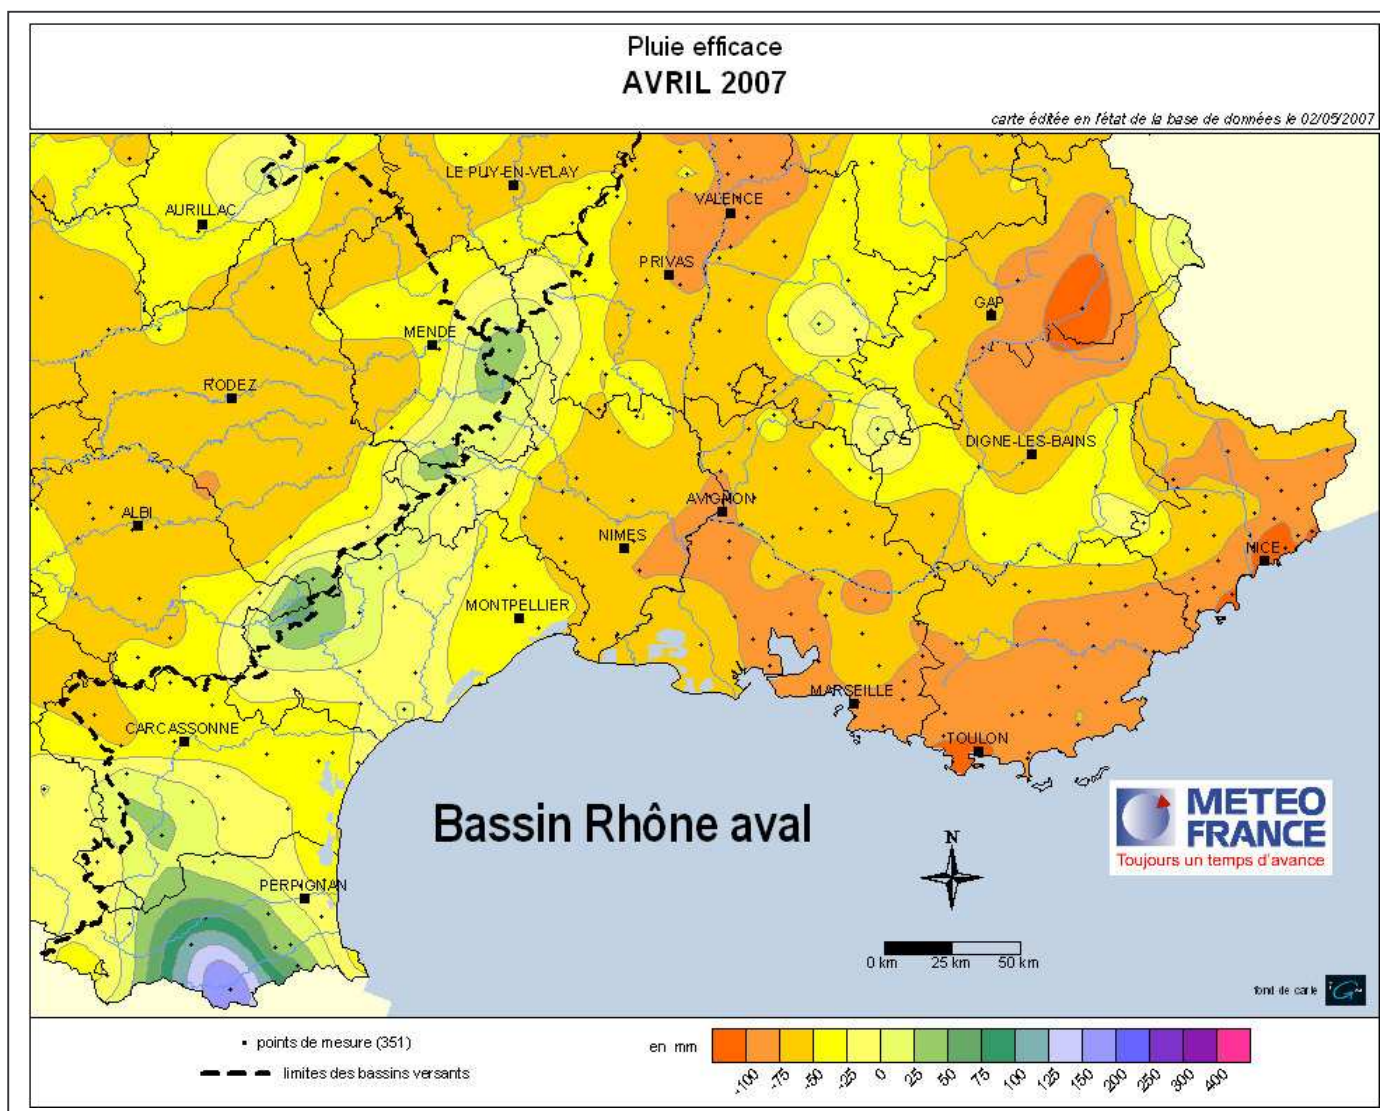 Pluie efficace
AVRIL 2007
carte éditée en l'état de la base de données le 02/05/2007
LE PUY-EN-VELAY
AURILLAC
VALENCE
PRIVAS
GAP
MENDE
RODEZ
DIGNE-LES-BAINS
AVIGNON
ALBI
NIMES
NICE
MONTPELLIER
MARSEILLE
CARCASSONNE
TOULON
Bassin Rhône aval
METEO
FRANCE
Toujours un temps d'avance
N
PERPIGNAN
0 km 25 km 50 km
fond de carte
points de mesure (351)
limites des bassins versants
en mm
-100 -75 -50 -25 0 25 50 75 100 125 150 200 250 300 400